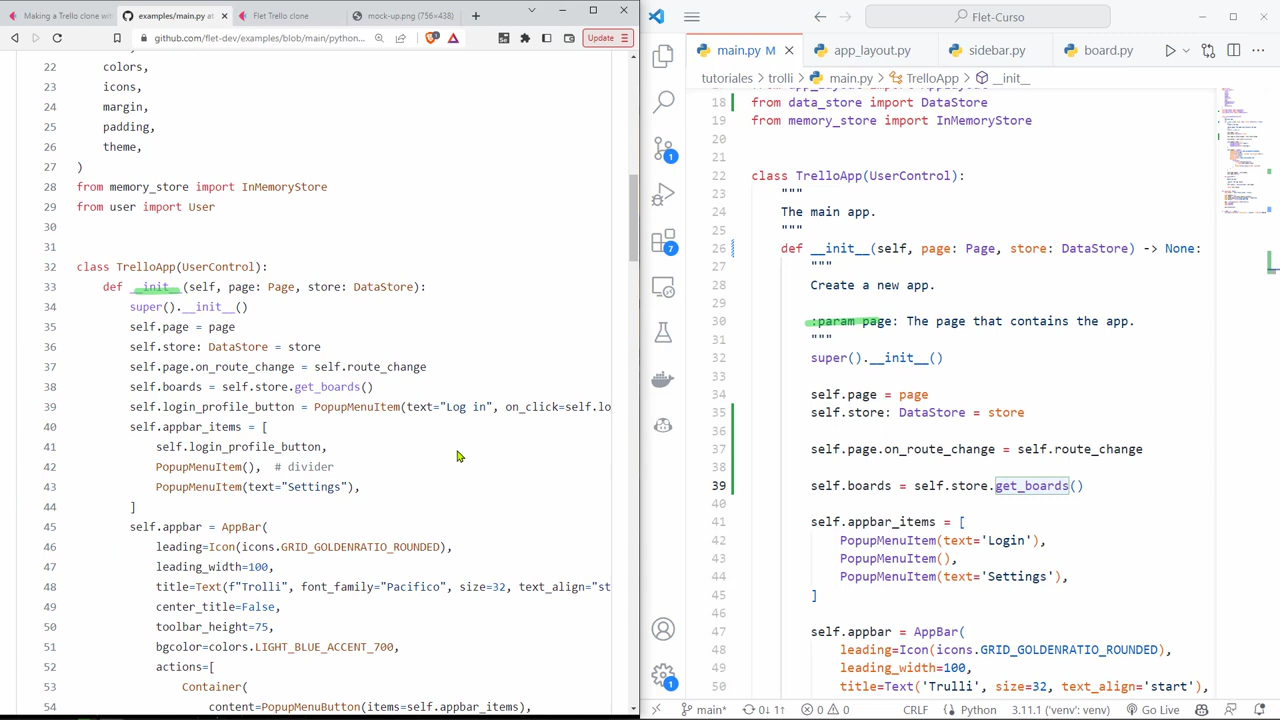 Making a Trello clone wit
examples/main.py at
Flet Trello clone
mock-up.png (756×438)
github.com/flet-dev/examples/blob/main/python...
Update
22
colors,
23
icons,
24
margin,
25
padding,
26
theme,
27
)
28
from memory_store import InMemoryStore
29
from user import User
30
31
32
class TrelloApp(UserControl):
33
def __init__(self, page: Page, store: DataStore):
34
super().__init__()
35
self.page = page
36
self.store: DataStore = store
37
self.page.on_route_change = self.route_change
38
self.boards = self.store.get_boards()
39
self.login_profile_button = PopupMenuItem(text="Log in", on_click=self.lo
40
self.appbar_items = [
41
self.login_profile_button,
42
PopupMenuItem(), # divider
43
PopupMenuItem(text="Settings"),
44
]
45
self.appbar = AppBar(
46
leading=Icon(icons.GRID_GOLDENRATIO_ROUNDED),
47
leading_width=100,
48
title=Text(f"Trolli", font_family="Pacifico", size=32, text_align="st
49
center_title=False,
50
toolbar_height=75,
51
bgcolor=colors.LIGHT_BLUE_ACCENT_700,
52
actions=[
53
Container(
54
content=PopupMenuButton(items=self.appbar_items),
Flet-Curso
main.py M
app_layout.py
sidebar.py
board.py
tutoriales > trolli > main.py > TrelloApp > __init__
18
from data_store import DataStore
19
from memory_store import InMemoryStore
20
21
22
class TrelloApp(UserControl):
23
"""
24
The main app.
25
"""
26
def __init__(self, page: Page, store: DataStore) -> None:
27
"""
28
Create a new app.
29
30
:param page: The page that contains the app.
31
"""
32
super().__init__()
33
34
self.page = page
35
self.store: DataStore = store
36
37
self.page.on_route_change = self.route_change
38
39
self.boards = self.store.get_boards()
40
41
self.appbar_items = [
42
PopupMenuItem(text='Login'),
43
PopupMenuItem(),
44
PopupMenuItem(text='Settings'),
45
]
46
47
self.appbar = AppBar(
48
leading=Icon(icons.GRID_GOLDENRATIO_ROUNDED),
49
leading_width=100,
50
title=Text('Trulli', size=32, text_align='start'),
1
7
1
main*
0↓ 1↑
0
0
CRLF
Python
3.11.1 ('venv': venv)
Go Live